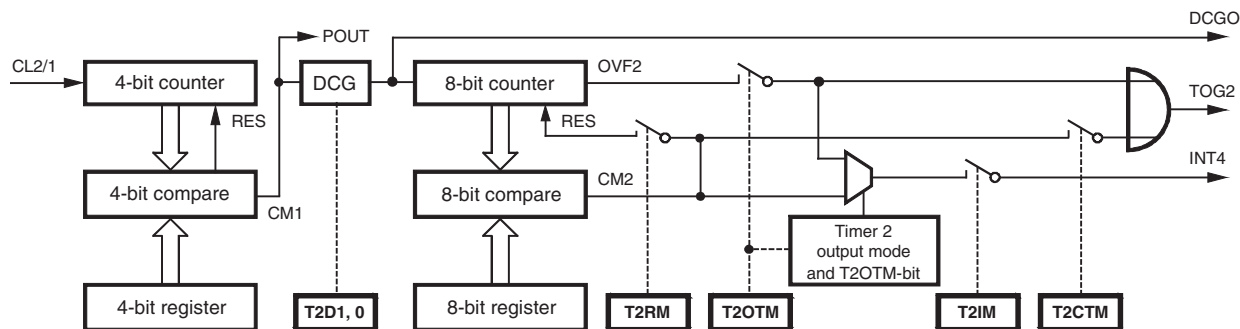 DCGO
POUT
CL2/1
4-bit counter
DCG
8-bit counter
OVF2
TOG2
RES
RES
INT4
4-bit compare
CM1
8-bit compare
CM2
Timer 2
output mode
and T2OTM-bit
4-bit register
T2D1, 0
8-bit register
T2RM
T2OTM
T2IM
T2CTM